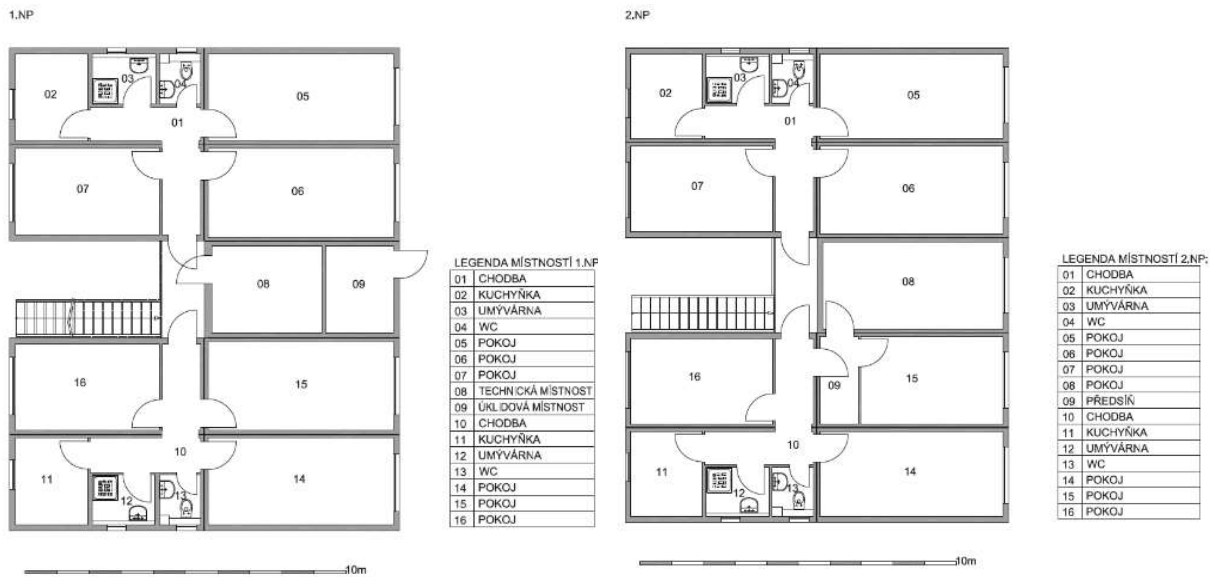 1.NP
02
03
04
05
01
07
06
08
09
16
15
10
11
12
13
14
10m
LEGENDA MÍSTNOSTÍ 1.NP
01 CHODBA
02 KUCHYŇKA
03 UMÝVÁRNA
04 WC
05 POKOJ
06 POKOJ
07 POKOJ
08 TECHNICKÁ MÍSTNOST
09 ÚKLIDOVÁ MÍSTNOST
10 CHODBA
11 KUCHYŇKA
12 UMÝVÁRNA
13 WC
14 POKOJ
15 POKOJ
16 POKOJ
2.NP
02
03
04
05
01
07
06
08
16
09
15
10
11
12
13
14
10m
LEGENDA MÍSTNOSTÍ 2.NP:
01 CHODBA
02 KUCHYŇKA
03 UMÝVÁRNA
04 WC
05 POKOJ
06 POKOJ
07 POKOJ
08 POKOJ
09 PŘEDSÍŇ
10 CHODBA
11 KUCHYŇKA
12 UMÝVÁRNA
13 WC
14 POKOJ
15 POKOJ
16 POKOJ